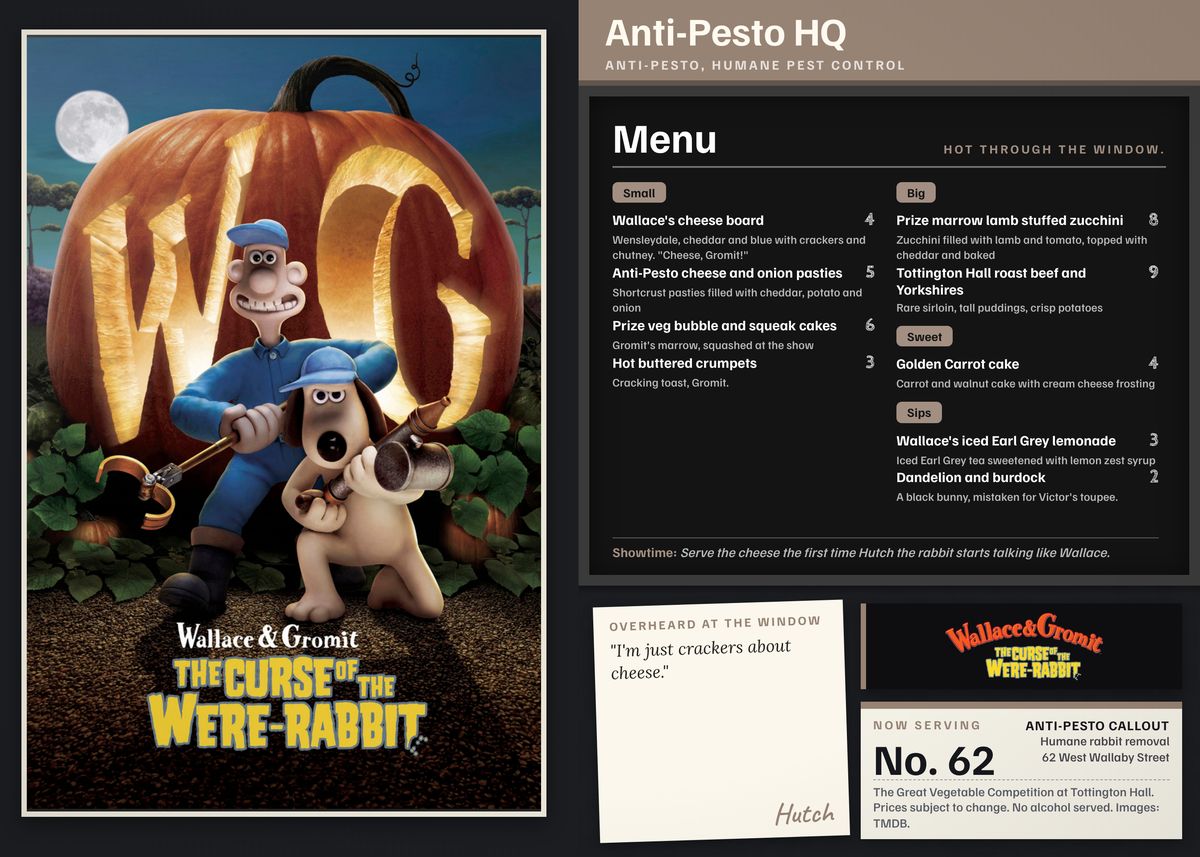 WG
Wallace & Gromit
THE CURSE OF THE
WERE-RABBIT
Anti-Pesto HQ
ANTI-PESTO, HUMANE PEST CONTROL
Menu
HOT THROUGH THE WINDOW.
Small
Wallace's cheese board 4
Wensleydale, cheddar and blue with crackers and
chutney. "Cheese, Gromit!"
Anti-Pesto cheese and onion pasties 5
Shortcrust pasties filled with cheddar, potato and
onion
Prize veg bubble and squeak cakes 6
Gromit's marrow, squashed at the show
Hot buttered crumpets 3
Cracking toast, Gromit.
Big
Prize marrow lamb stuffed zucchini 8
Zucchini filled with lamb and tomato, topped with
cheddar and baked
Tottington Hall roast beef and 9
Yorkshires
Rare sirloin, tall puddings, crisp potatoes
Sweet
Golden Carrot cake 4
Carrot and walnut cake with cream cheese frosting
Sips
Wallace's iced Earl Grey lemonade 3
Iced Earl Grey tea sweetened with lemon zest syrup
Dandelion and burdock 2
A black bunny, mistaken for Victor's toupee.
Showtime: Serve the cheese the first time Hutch the rabbit starts talking like Wallace.
OVERHEARD AT THE WINDOW
"I'm just crackers about
cheese."
Hutch
Wallace & Gromit
THE CURSE OF THE
WERE-RABBIT
NOW SERVING
No. 62
ANTI-PESTO CALLOUT
Humane rabbit removal
62 West Wallaby Street
The Great Vegetable Competition at Tottington Hall.
Prices subject to change. No alcohol served. Images:
TMDB.